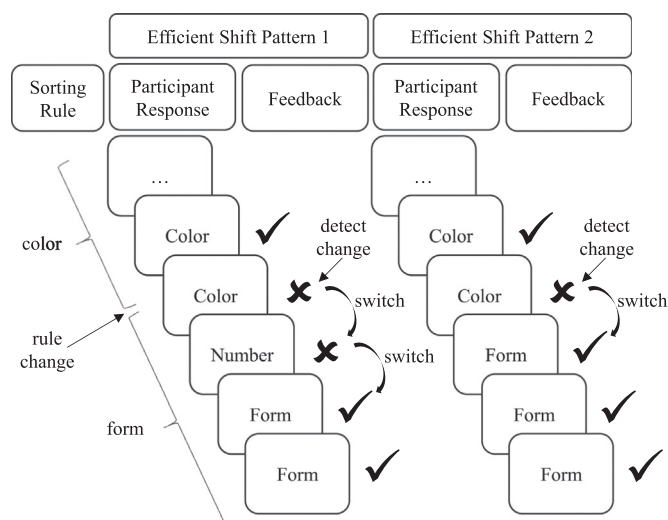 Efficient Shift Pattern 1
Efficient Shift Pattern 2
Sorting
Rule
Participant
Response
Feedback
Participant
Response
Feedback
...
...
color
Color
detect
change
Color
detect
change
Color
switch
Color
switch
rule
change
Number
switch
Form
form
Form
Form
Form
Form